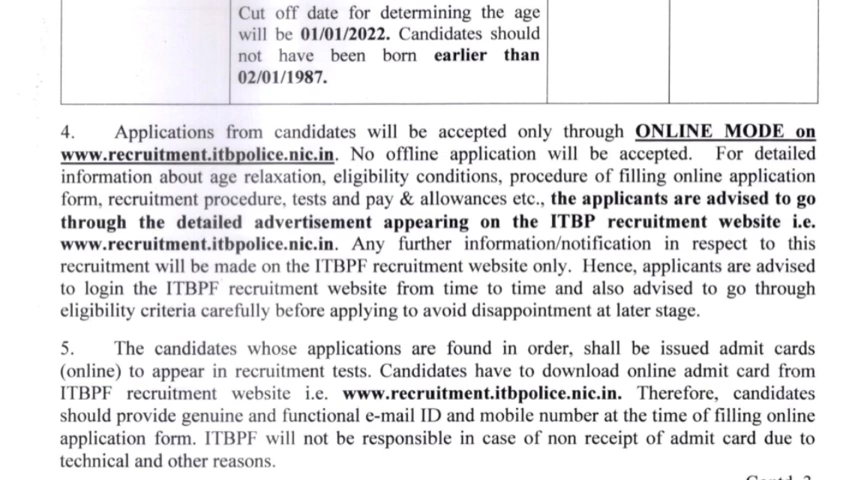 Cut off date for determining the age
will be 01/01/2022. Candidates should
not have been born earlier than
02/01/1987.
4. Applications from candidates will be accepted only through ONLINE MODE on
www.recruitment.itbpolice.nic.in. No offline application will be accepted. For detailed
information about age relaxation, eligibility conditions, procedure of filling online application
form, recruitment procedure, tests and pay & allowances etc., the applicants are advised to go
through the detailed advertisement appearing on the ITBP recruitment website i.e.
www.recruitment.itbpolice.nic.in. Any further information/notification in respect to this
recruitment will be made on the ITBPF recruitment website only. Hence, applicants are advised
to login the ITBPF recruitment website from time to time and also advised to go through
eligibility criteria carefully before applying to avoid disappointment at later stage.
5. The candidates whose applications are found in order, shall be issued admit cards
(online) to appear in recruitment tests. Candidates have to download online admit card from
ITBPF recruitment website i.e. www.recruitment.itbpolice.nic.in. Therefore, candidates
should provide genuine and functional e-mail ID and mobile number at the time of filling online
application form. ITBPF will not be responsible in case of non receipt of admit card due to
technical and other reasons.